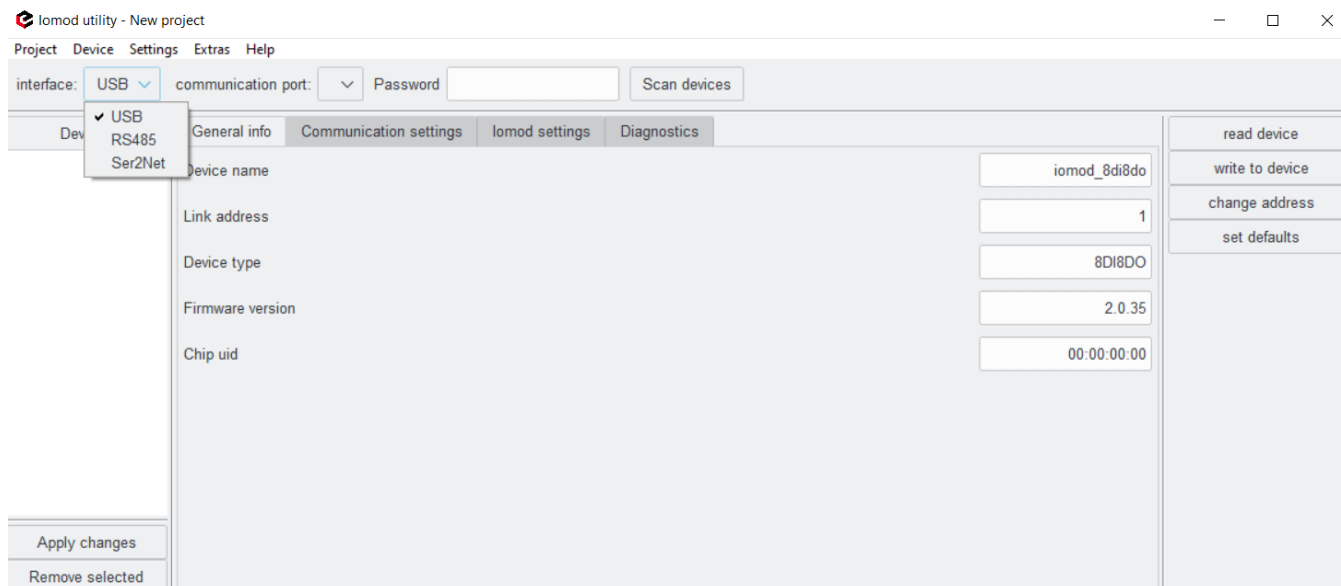 Iomod utility - New project
Project Device Settings Extras Help
interface: USB communication port: Password Scan devices
USB
RS485
Ser2Net
General info Communication settings Iomod settings Diagnostics
Device name iomod_8di8do
Link address 1
Device type 8DI8DO
Firmware version 2.0.35
Chip uid 00:00:00:00
read device
write to device
change address
set defaults
Apply changes
Remove selected